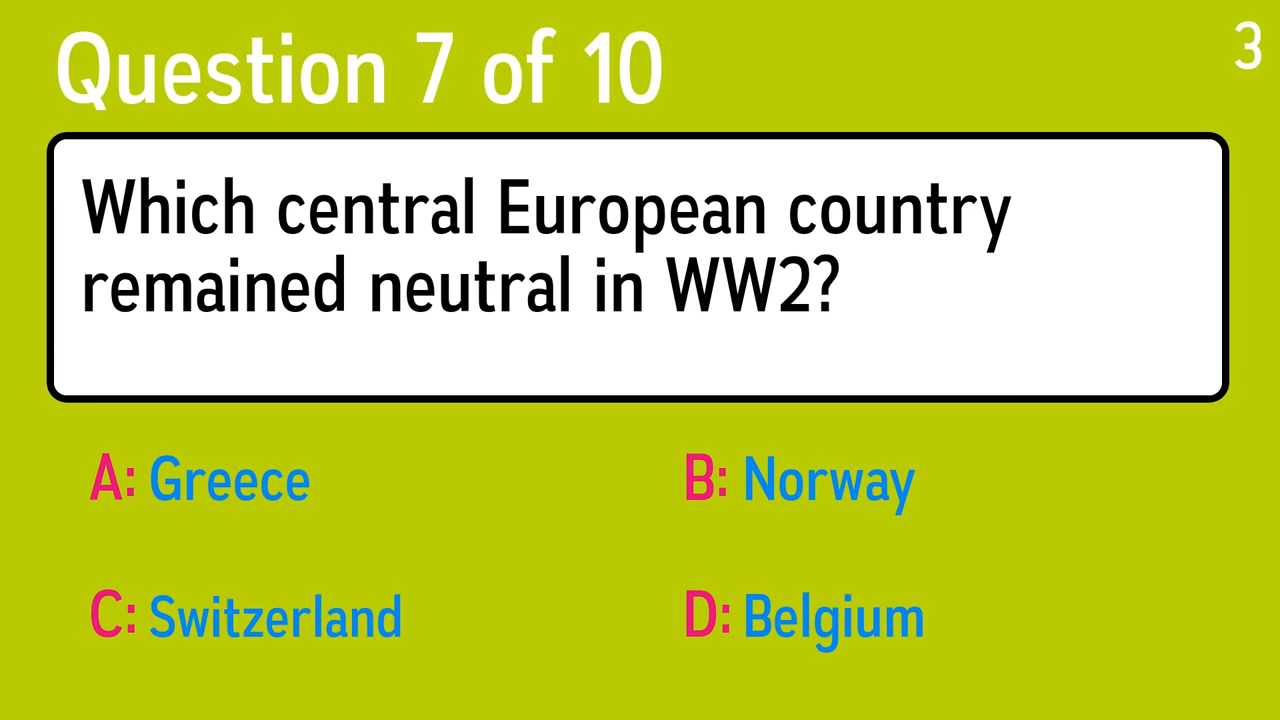 Question 7 of 10
3
Which central European country
remained neutral in WW2?
A: Greece
B: Norway
C: Switzerland
D: Belgium